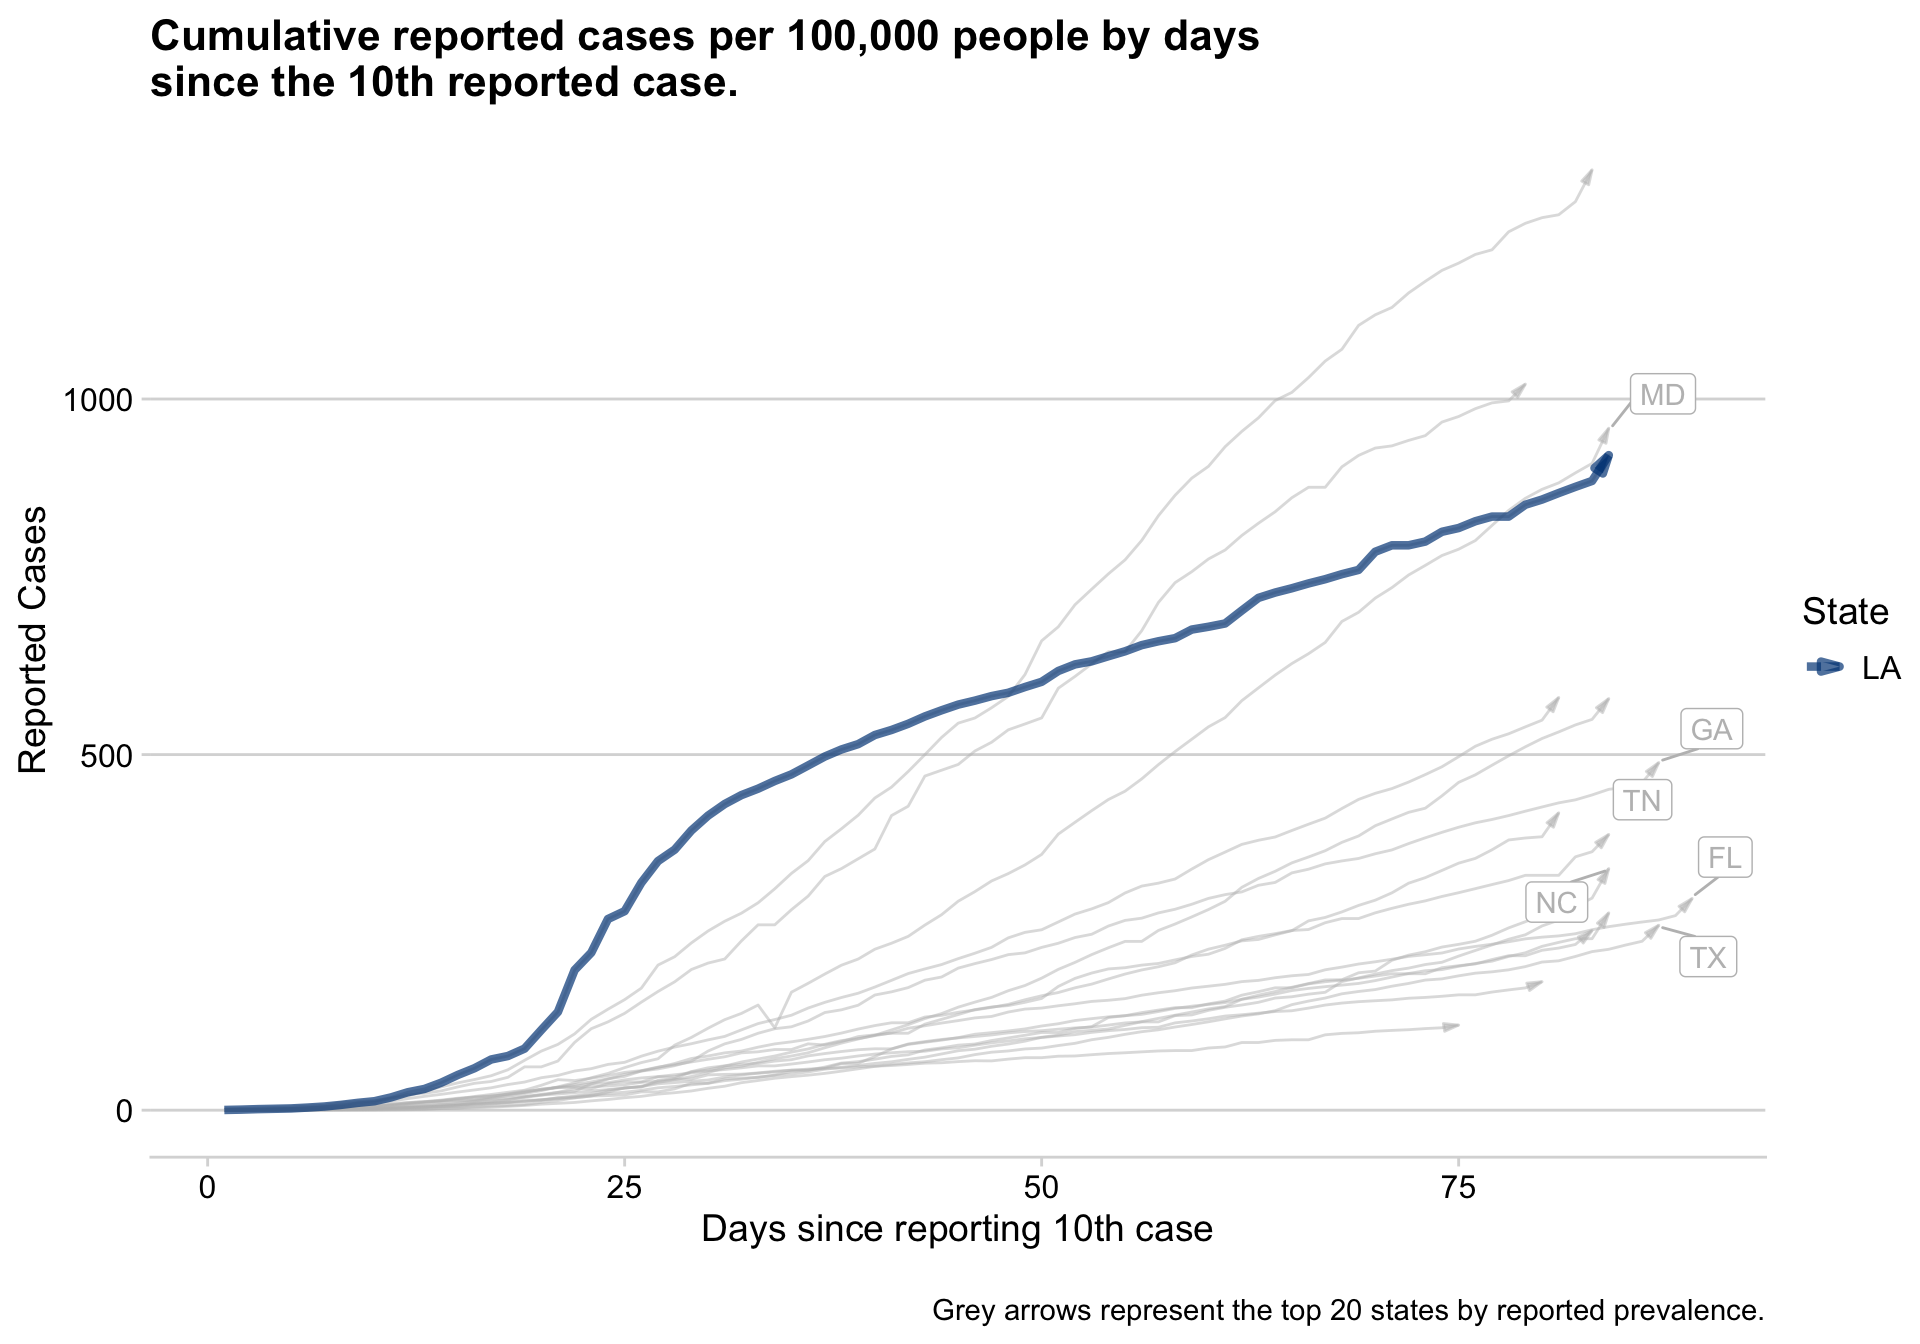 Cumulative reported cases per 100,000 people by days
since the 10th reported case.
1000
500
0
Reported Cases
MD
GA
TN
FL
NC
TX
State
LA
0
25
50
75
Days since reporting 10th case
Grey arrows represent the top 20 states by reported prevalence.